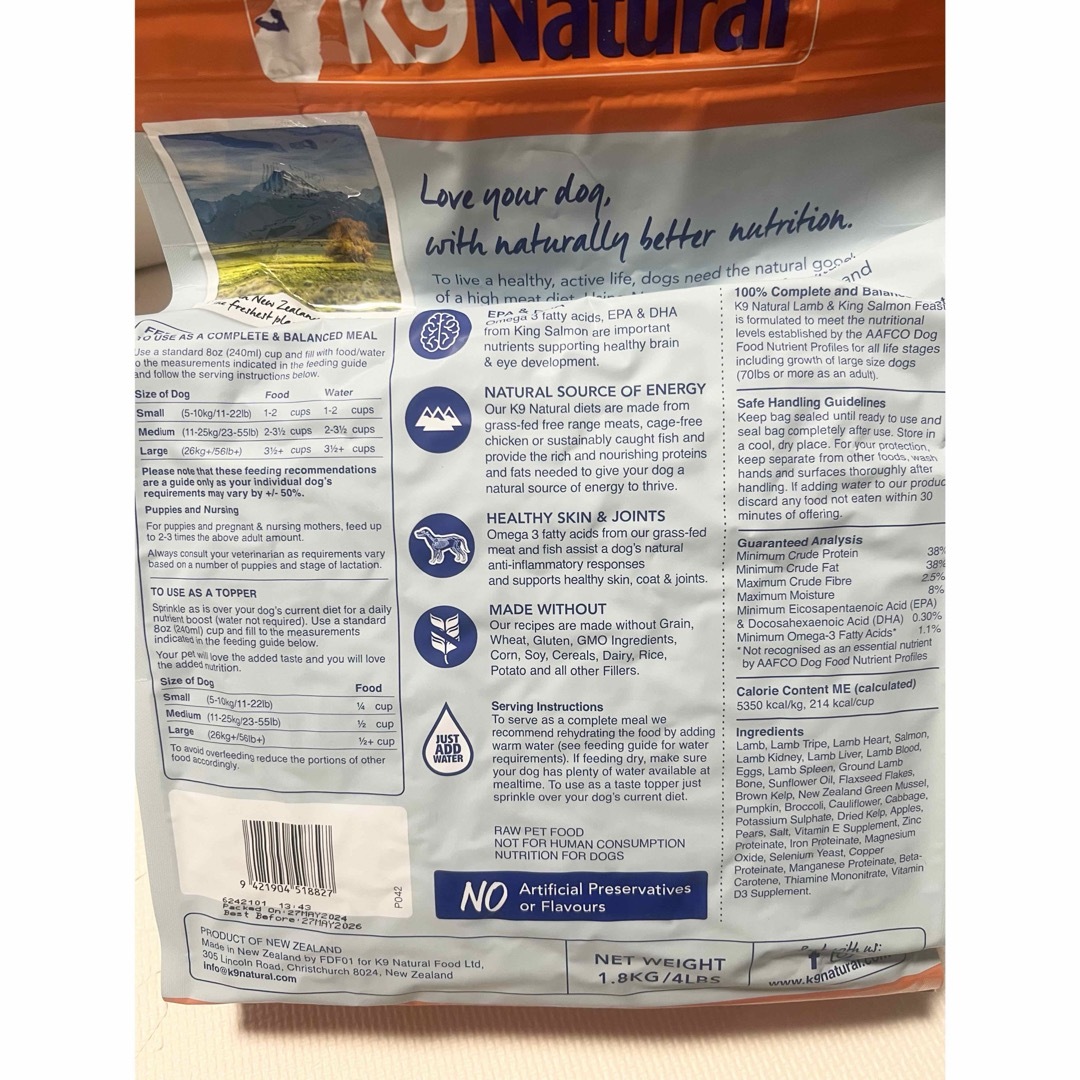 K9 Natural
Love your dog,
with naturally better nutrition.
To live a healthy, active life, dogs need the natural
of a high meat diet.
and
New Zealan
freshest pl
TO USE AS A COMPLETE & BALANCED MEAL
Use a standard 8oz (240ml) cup and fill with food/water
to the measurements indicated in the feeding guide
and follow the serving instructions below.
Size of Dog Food Water
Small (5-10kg/11-22lb) 1-2 cups 1-2 cups
Medium (11-25kg/23-55lb) 2-3½ cups 2-3½ cups
Large (26kg+/56lb+) 3½+ cups 3½+ cups
Please note that these feeding recommendations
are a guide only as your individual dog's
requirements may vary by +/- 50%.
Puppies and Nursing
For puppies and pregnant & nursing mothers, feed up
to 2-3 times the above adult amount.
Always consult your veterinarian as requirements vary
based on a number of puppies and stage of lactation.
TO USE AS A TOPPER
Sprinkle as is over your dog's current diet for a daily
nutrient boost (water not required). Use a standard
8oz (240ml) cup and fill to the measurements
indicated in the feeding guide below.
Your pet will love the added taste and you will love
the added nutrition.
Size of Dog Food
Small (5-10kg/11-22lb) ¼ cup
Medium (11-25kg/23-55lb) ½ cup
Large (26kg+/56lb+) ½+ cup
To avoid overfeeding reduce the portions of other
food accordingly.
9 421904 518827
P042
6242101 13:43
Packed On:27MAY2024
Best Before:27MAY2026
EPA &
Omega 3 fatty acids, EPA & DHA
from King Salmon are important
nutrients supporting healthy brain
& eye development.
NATURAL SOURCE OF ENERGY
Our K9 Natural diets are made from
grass-fed free range meats, cage-free
chicken or sustainably caught fish and
provide the rich and nourishing proteins
and fats needed to give your dog a
natural source of energy to thrive.
HEALTHY SKIN & JOINTS
Omega 3 fatty acids from our grass-fed
meat and fish assist a dog's natural
anti-inflammatory responses
and supports healthy skin, coat & joints.
MADE WITHOUT
Our recipes are made without Grain,
Wheat, Gluten, GMO Ingredients,
Corn, Soy, Cereals, Dairy, Rice,
Potato and all other Fillers.
JUST
ADD
WATER
Serving Instructions
To serve as a complete meal we
recommend rehydrating the food by adding
warm water (see feeding guide for water
requirements). If feeding dry, make sure
your dog has plenty of water available at
mealtime. To use as a taste topper just
sprinkle over your dog's current diet.
RAW PET FOOD
NOT FOR HUMAN CONSUMPTION
NUTRITION FOR DOGS
NO Artificial Preservatives
or Flavours
100% Complete and
K9 Natural Lamb & King Salmon Feast
is formulated to meet the nutritional
levels established by the AAFCO Dog
Food Nutrient Profiles for all life stages
including growth of large size dogs
(70lbs or more as an adult).
Safe Handling Guidelines
Keep bag sealed until ready to use and
seal bag completely after use. Store in
a cool, dry place. For your protection,
keep separate from other foods, wash
hands and surfaces thoroughly after
handling. If adding water to our produc
discard any food not eaten within 30
minutes of offering.
Guaranteed Analysis
Minimum Crude Protein 38%
Minimum Crude Fat 38%
Maximum Crude Fibre 2.5%
Maximum Moisture 8%
Minimum Eicosapentaenoic Acid (EPA)
& Docosahexaenoic Acid (DHA) 0.30%
Minimum Omega-3 Fatty Acids* 1.1%
*Not recognised as an essential nutrient
by AAFCO Dog Food Nutrient Profiles
Calorie Content ME (calculated)
5350 kcal/kg, 214 kcal/cup
Ingredients
Lamb, Lamb Tripe, Lamb Heart, Salmon,
Lamb Kidney, Lamb Liver, Lamb Blood,
Eggs, Lamb Spleen, Ground Lamb
Bone, Sunflower Oil, Flaxseed Flakes,
Brown Kelp, New Zealand Green Mussel,
Pumpkin, Broccoli, Cauliflower, Cabbage,
Potassium Sulphate, Dried Kelp, Apples,
Pears, Salt, Vitamin E Supplement, Zinc
Proteinate, Iron Proteinate, Magnesium
Oxide, Selenium Yeast, Copper
Proteinate, Manganese Proteinate, Beta-
Carotene, Thiamine Mononitrate, Vitamin
D3 Supplement.
PRODUCT OF NEW ZEALAND
Made in New Zealand by FDF01 for K9 Natural Food Ltd,
305 Lincoln Road, Christchurch 8024, New Zealand
info@k9natural.com
NET WEIGHT
1.8KG/4LBS
with us:
www.k9natural.com